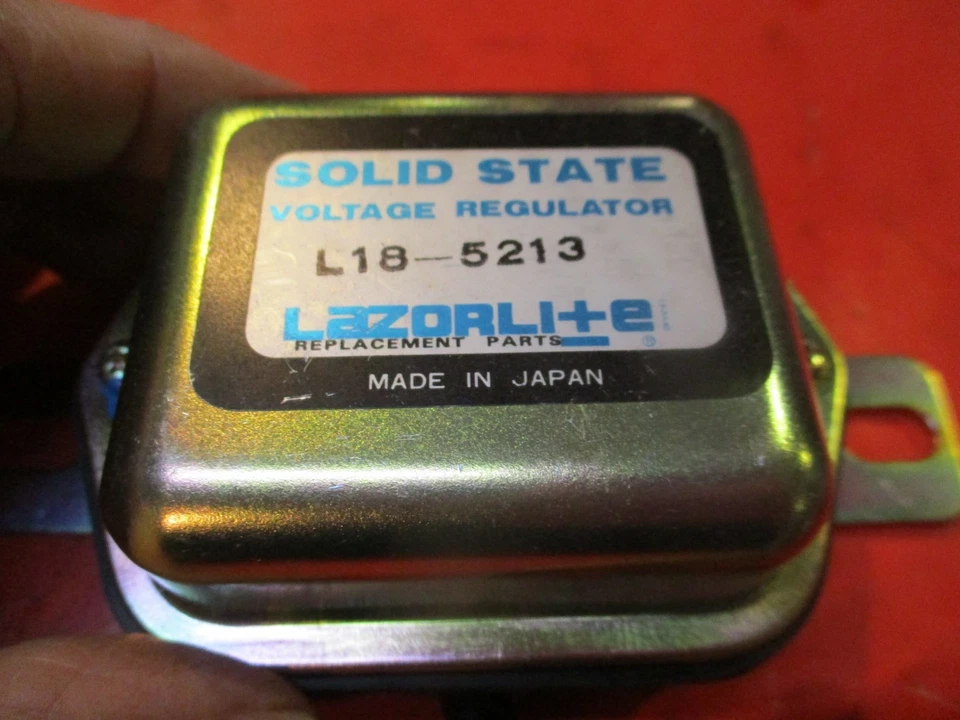 SOLID STATE
VOLTAGE REGULATOR
L18-5213
LAZORLITE
REPLACEMENT PARTS
MADE IN JAPAN